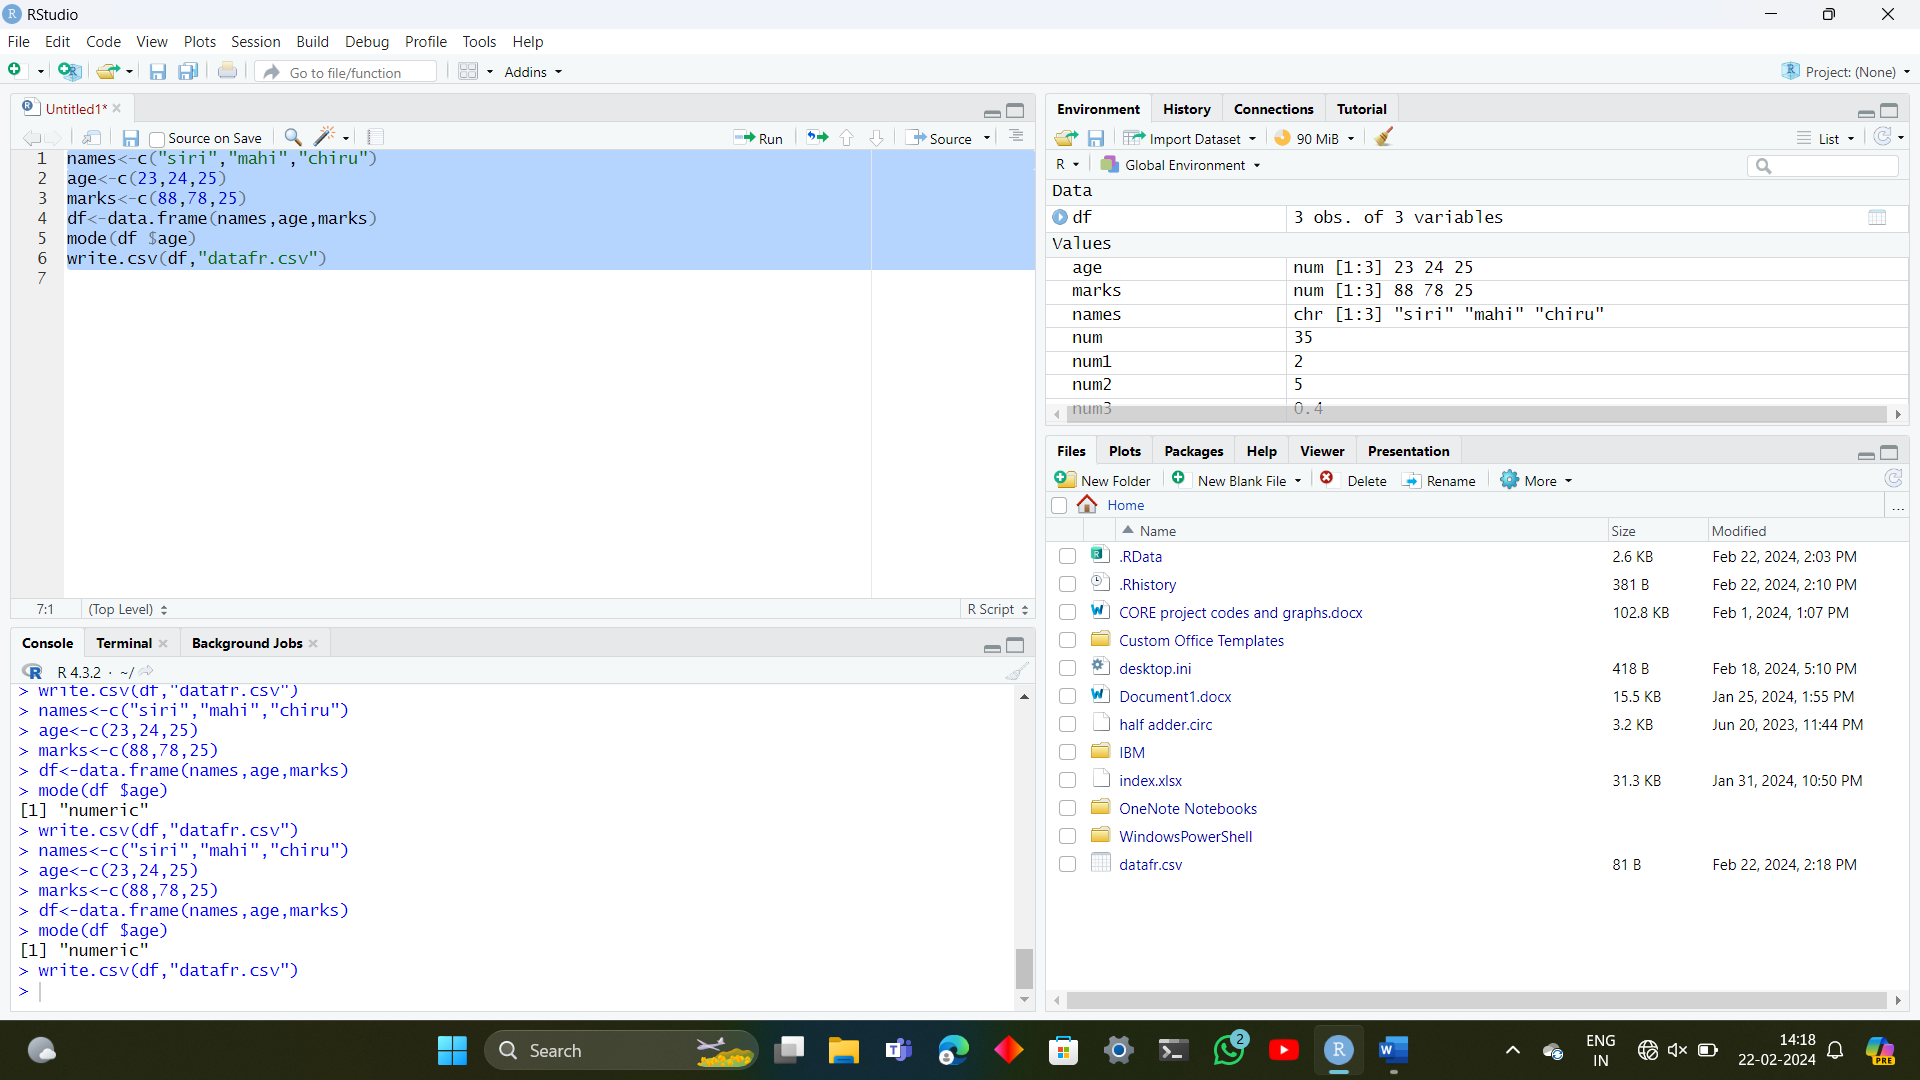 RStudio
File Edit Code View Plots Session Build Debug Profile Tools Help
Go to file/function Addins Project: (None)
Untitled1*
Source on Save Run Source
1 names<-c("siri","mahi","chiru")
2 age<-c(23,24,25)
3 marks<-c(88,78,25)
4 df<-data.frame(names,age,marks)
5 mode(df $age)
6 write.csv(df,"datafr.csv")
7
7:1 (Top Level) R Script
Console Terminal Background Jobs
R 4.3.2 · ~/
> write.csv(df,"datafr.csv")
> names<-c("siri","mahi","chiru")
> age<-c(23,24,25)
> marks<-c(88,78,25)
> df<-data.frame(names,age,marks)
> mode(df $age)
[1] "numeric"
> write.csv(df,"datafr.csv")
> names<-c("siri","mahi","chiru")
> age<-c(23,24,25)
> marks<-c(88,78,25)
> df<-data.frame(names,age,marks)
> mode(df $age)
[1] "numeric"
> write.csv(df,"datafr.csv")
>
Environment History Connections Tutorial
Import Dataset 90 MiB List
R Global Environment
Data
df 3 obs. of 3 variables
Values
age num [1:3] 23 24 25
marks num [1:3] 88 78 25
names chr [1:3] "siri" "mahi" "chiru"
num 35
num1 2
num2 5
num3 0.4
Files Plots Packages Help Viewer Presentation
New Folder New Blank File Delete Rename More
Home ...
Name Size Modified
.RData 2.6 KB Feb 22, 2024, 2:03 PM
.Rhistory 381 B Feb 22, 2024, 2:10 PM
CORE project codes and graphs.docx 102.8 KB Feb 1, 2024, 1:07 PM
Custom Office Templates
desktop.ini 418 B Feb 18, 2024, 5:10 PM
Document1.docx 15.5 KB Jan 25, 2024, 1:55 PM
half adder.circ 3.2 KB Jun 20, 2023, 11:44 PM
IBM
index.xlsx 31.3 KB Jan 31, 2024, 10:50 PM
OneNote Notebooks
WindowsPowerShell
datafr.csv 81 B Feb 22, 2024, 2:18 PM
Search 2 ENG 14:18
IN 22-02-2024 PRE